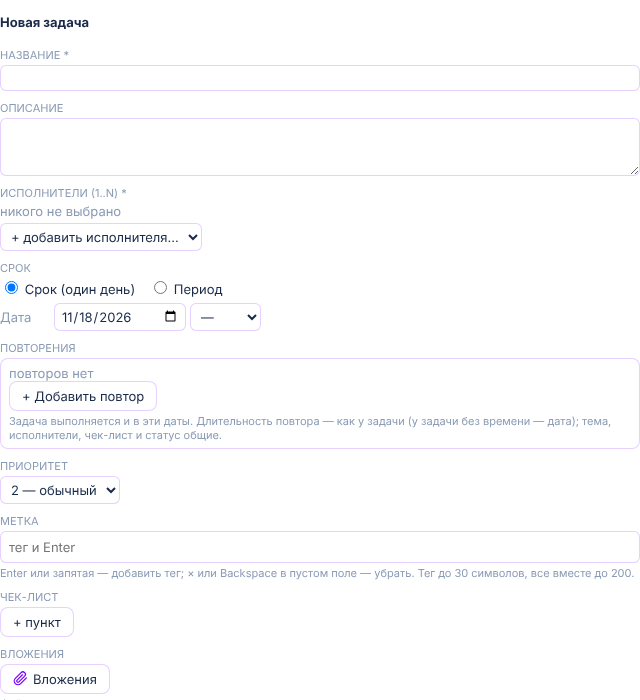 Новая задача
НАЗВАНИЕ *
ОПИСАНИЕ
ИСПОЛНИТЕЛИ (1..N) *
никого не выбрано
+ добавить исполнителя...
СРОК
Срок (один день) Период
Дата 11/18/2026 —
ПОВТОРЕНИЯ
повторов нет
+ Добавить повтор
Задача выполняется и в эти даты. Длительность повтора — как у задачи (у задачи без времени — дата); тема,
исполнители, чек-лист и статус общие.
ПРИОРИТЕТ
2 — обычный
МЕТКА
тег и Enter
Enter или запятая — добавить тег; × или Backspace в пустом поле — убрать. Тег до 30 символов, все вместе до 200.
ЧЕК-ЛИСТ
+ пункт
ВЛОЖЕНИЯ
Вложения